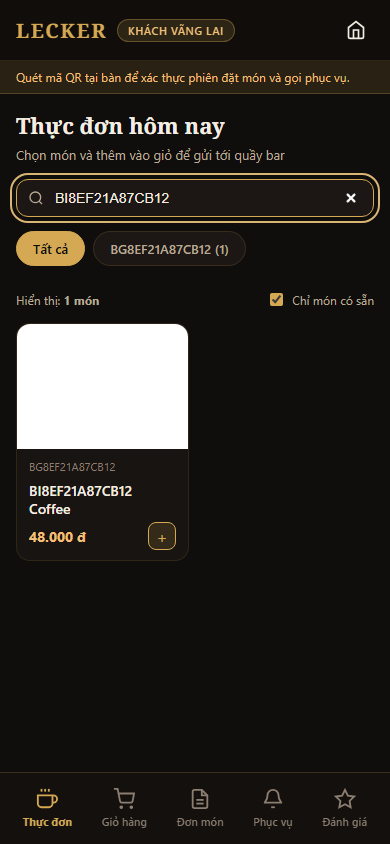 LECKER
KHÁCH VÃNG LAI
Quét mã QR tại bàn để xác thực phiên đặt món và gọi phục vụ.
Thực đơn hôm nay
Chọn món và thêm vào giỏ để gửi tới quầy bar
BI8EF21A87CB12
Tất cả
BG8EF21A87CB12 (1)
Hiển thị: 1 món
Chỉ món có sẵn
BG8EF21A87CB12
BI8EF21A87CB12
Coffee
48.000 đ
+
Thực đơn
Giỏ hàng
Đơn món
Phục vụ
Đánh giá